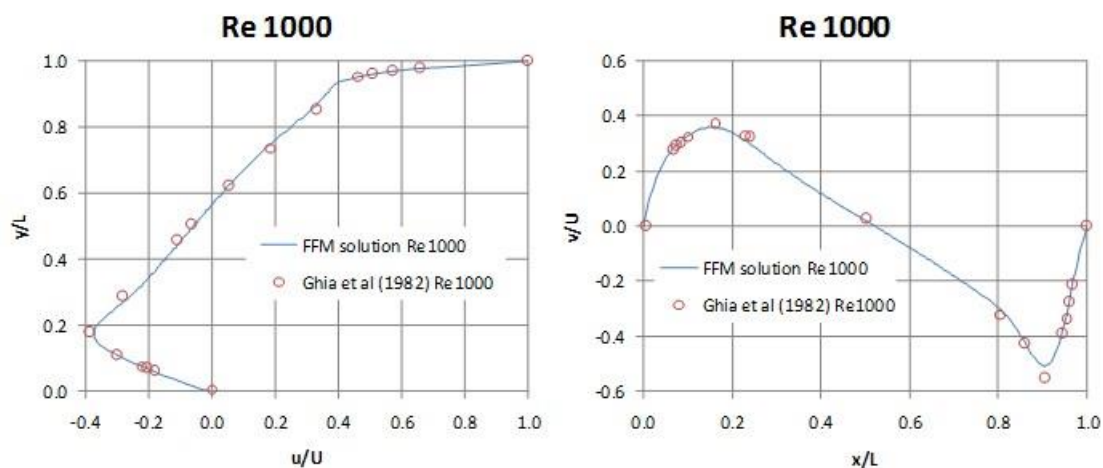 Re 1000
1.0
0.8
0.6
0.4
0.2
0.0
y/L
FFM solution Re1000
Ghia et al (1982) Re1000
-0.4 -0.2 0.0 0.2 0.4 0.6 0.8 1.0
u/U
Re 1000
0.6
0.4
0.2
0.0
-0.2
-0.4
-0.6
v/U
FFM solution Re1000
Ghia et al (1982) Re1000
0.0 0.2 0.4 0.6 0.8 1.0
x/L